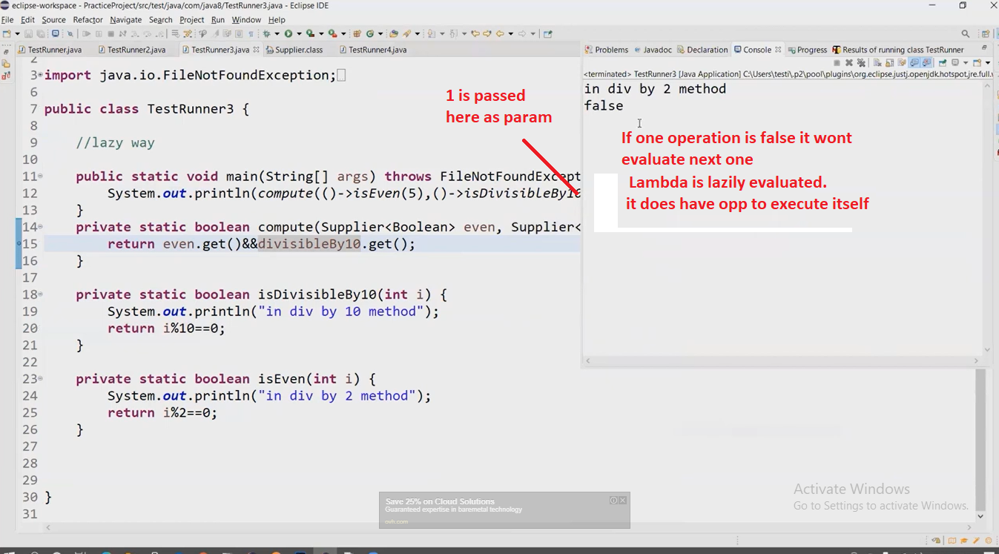 eclipse-workspace - PracticeProject/src/test/java/com/java8/TestRunner3.java - Eclipse IDE
File Edit Source Refactor Navigate Search Project Run Window Help
TestRunner.java TestRunner2.java TestRunner3.java Supplier.class TestRunner4.java
2
3 import java.io.FileNotFoundException;
6
7 public class TestRunner3 {
8
9 //lazy way
10
11 public static void main(String[] args) throws FileNotFoundExcept
12 System.out.println(compute(()->isEven(5),()->isDivisibleBy10
13 }
14 private static boolean compute(Supplier<Boolean> even, Supplier<
15 return even.get()&&divisibleBy10.get();
16 }
17
18 private static boolean isDivisibleBy10(int i) {
19 System.out.println("in div by 10 method");
20 return i%10==0;
21 }
22
23 private static boolean isEven(int i) {
24 System.out.println("in div by 2 method");
25 return i%2==0;
26 }
27
28
29
30 }
31
1 is passed
here as param
Problems Javadoc Declaration Console Progress Results of running class TestRunner
<terminated> TestRunner3 [Java Application] C:\Users\testi\.p2\pool\plugins\org.eclipse.justj.openjdk.hotspot.jre.full.w
in div by 2 method
false
If one operation is false it wont
evaluate next one
Lambda is lazily evaluated.
it does have opp to execute itself
Save 25% on Cloud Solutions
Guaranteed expertise in baremetal technology
ovh.com
Activate Windows
Go to Settings to activate Windows.